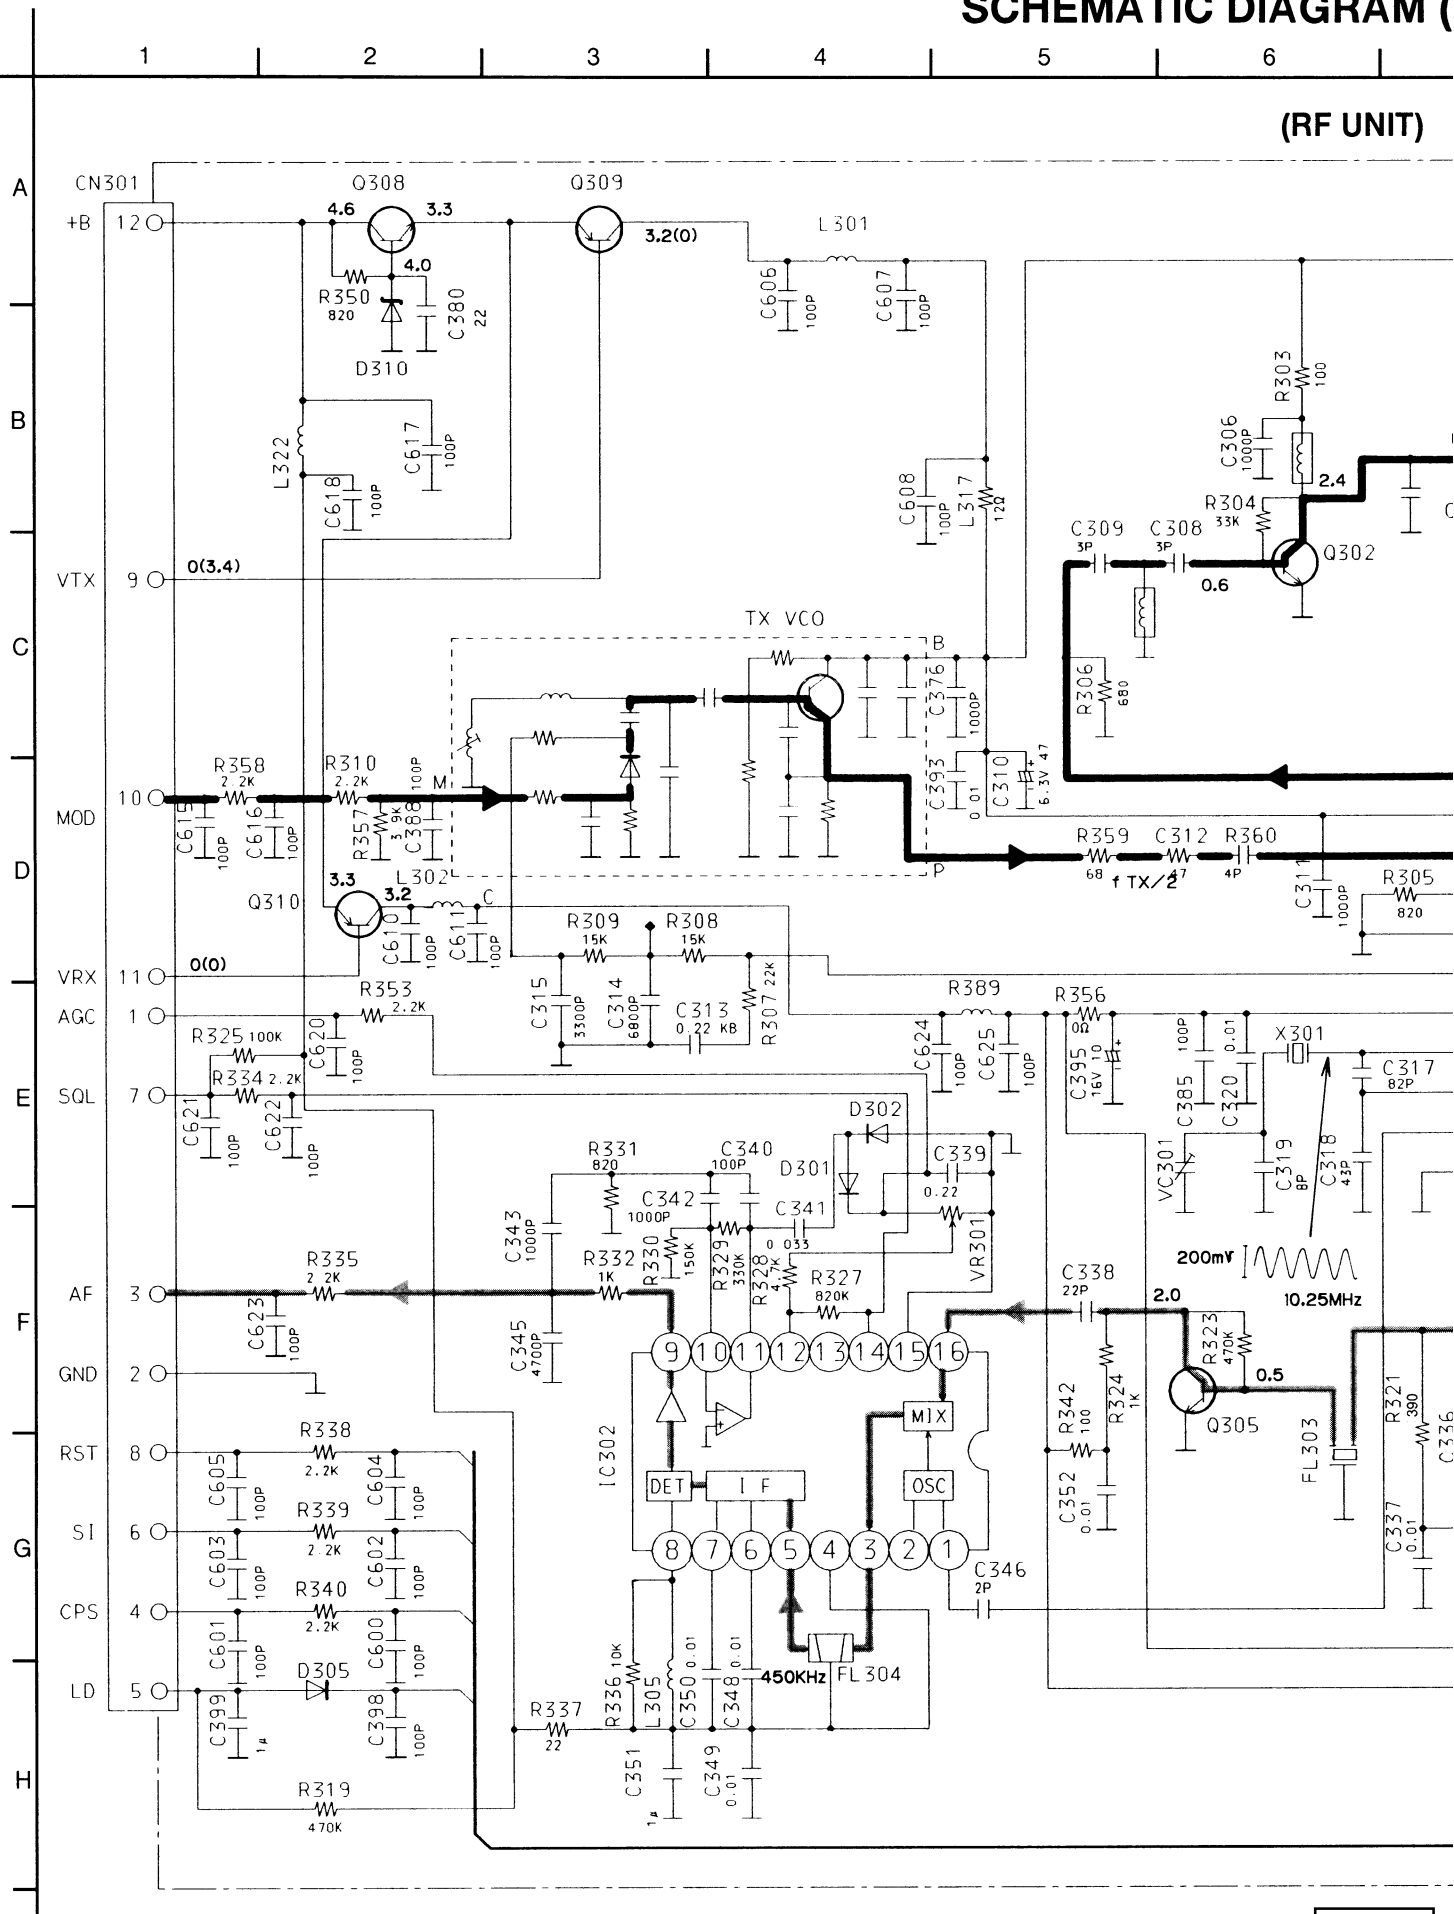 SCHEMATIC DIAGRAM (
1 2 3 4 5 6
(RF UNIT)
A
CN301 Q308 Q309
+B 12 4.6 3.3 3.2(0) L301
4.0
R350 820 C380 22 C606 100P C607 100P
D310
R303 100
B
L322 C617 100P C306 1000P
C618 100P C608 100P L317 12Ω R304 33K 2.4
C309 3P C308 3P Q302
VTX 9 0(3.4) 0.6
TX VCO
C
B
C376 1000P R306 680
R358 2.2K R310 2.2K C388 100P M C393 0.01 C310 6.3V 47
10
MOD C615 100P C616 100P R357 3.9K
D
R359 68 C312 47 R360 4P
f TX/2
P
C311 1000P R305 820
3.3 3.2 L302
Q310 C610 100P C611 100P C
R309 15K R308 15K
VRX 11 0(0)
R353 2.2K C315 3300P C314 6800P C313 0.22 KB R307 22K R389 R356 0Ω
AGC 1
R325 100K C620 100P C624 100P C625 100P C395 16V 10 C385 100P C320 0.01 X301
R334 2.2K C317 82P
E SQL 7
C621 100P C622 100P D302
R331 820 C340 100P D301 C339 0.22 VC301 C319 8P C318 43P
C342 1000P C341 0.033
C343 1000P R330 150K R329 330K R328 4.7K VR301
200mV
10.25MHz
R335 2.2K R332 1K R327 820K C338 22P 2.0
AF 3
F
C623 100P C345 4700P R323 470K
9 10 11 12 13 14 15 16
GND 2 0.5
R342 100 R324 1K Q305 R321 390
MIX
R338 2.2K IC302 FL303 C336
RST 8
C605 100P C604 100P DET I F OSC C352 0.01
R339 2.2K
SI 6
G
C603 100P C602 100P C337 0.01
8 7 6 5 4 3 2 1
R340 2.2K C346 2P
CPS 4
C601 100P C600 100P
D305 R336 10K L305 C350 0.01 C348 0.01 450KHz FL304
LD 5
C399 1μ C398 100P R337 22
C351 1μ C349 0.01
H
R319 470K